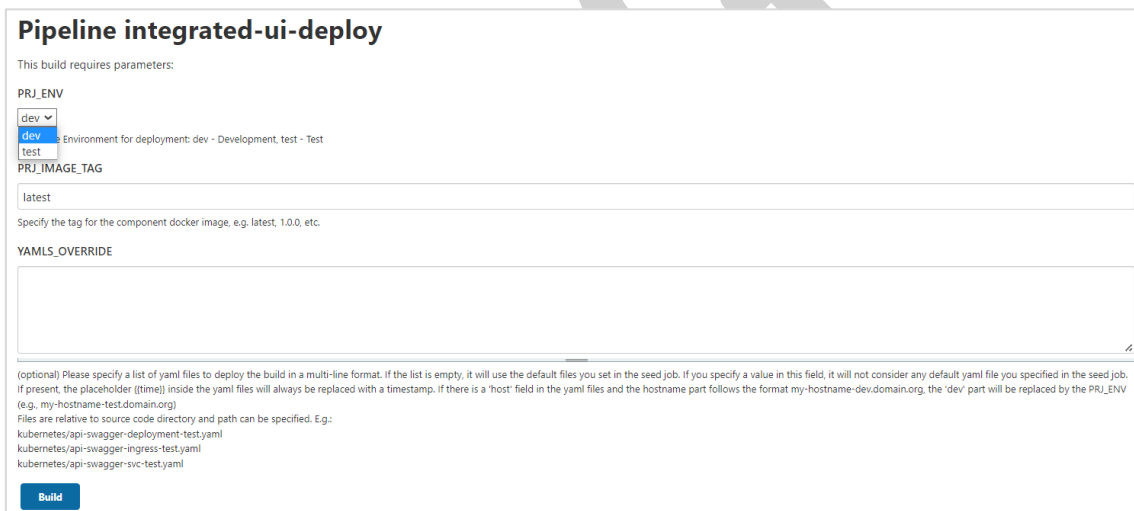 Pipeline integrated-ui-deploy
This build requires parameters:
PRJ_ENV
dev
dev
e Environment for deployment: dev - Development, test - Test
test
PRJ_IMAGE_TAG
latest
Specify the tag for the component docker image, e.g. latest, 1.0.0, etc.
YAMLS_OVERRIDE
(optional) Please specify a list of yaml files to deploy the build in a multi-line format. If the list is empty, it will use the default files you set in the seed job. If you specify a value in this field, it will not consider any default yaml file you specified in the seed job.
If present, the placeholder {{time}} inside the yaml files will always be replaced with a timestamp. If there is a 'host' field in the yaml files and the hostname part follows the format my-hostname-dev.domain.org, the 'dev' part will be replaced by the PRJ_ENV
(e.g., my-hostname-test.domain.org)
Files are relative to source code directory and path can be specified. E.g.:
kubernetes/api-swagger-deployment-test.yaml
kubernetes/api-swagger-ingress-test.yaml
kubernetes/api-swagger-svc-test.yaml
Build